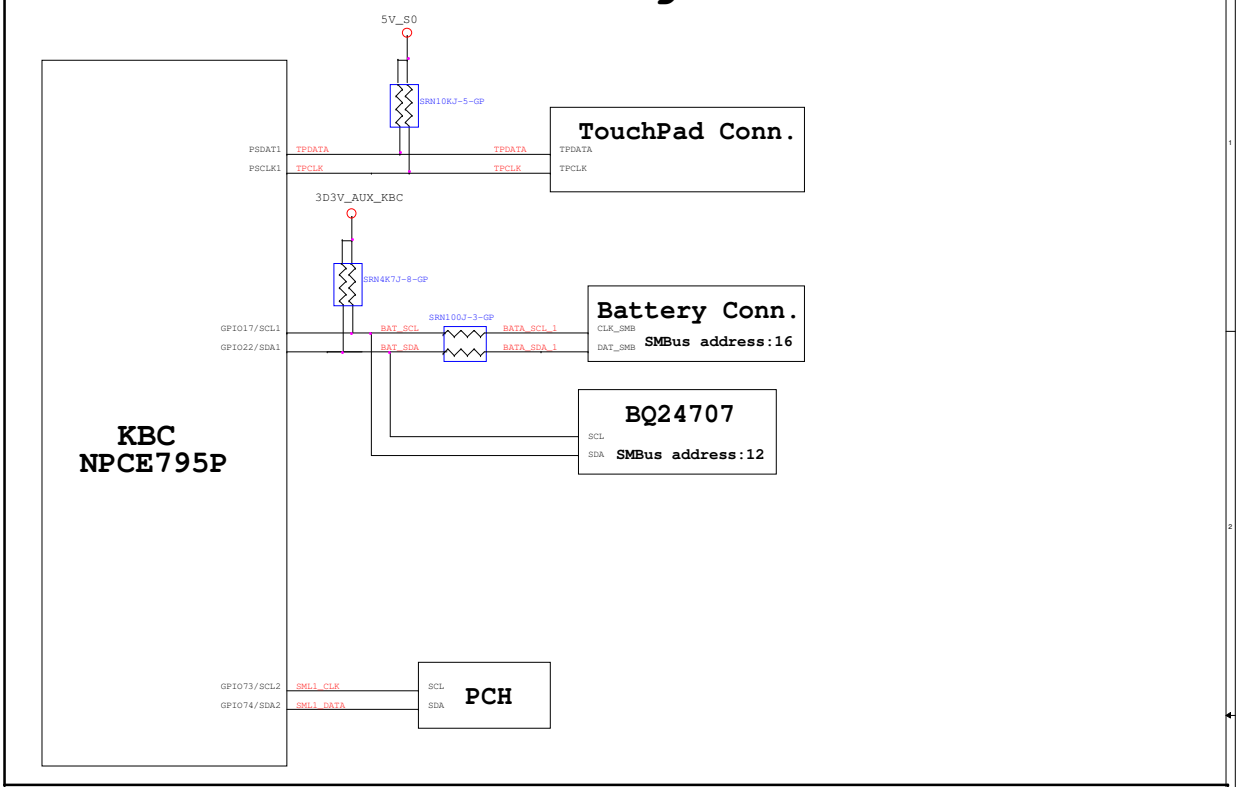 5V_S0
SRN10KJ-5-GP
TouchPad Conn.
PSDAT1 TPDATA TPDATA TPDATA
PSCLK1 TPCLK TPCLK TPCLK
1
3D3V_AUX_KBC
SRN4K7J-8-GP
SRN100J-3-GP
Battery Conn.
GPIO17/SCL1 BAT_SCL BATA_SCL_1 CLK_SMB
GPIO22/SDA1 BAT_SDA BATA_SDA_1 DAT_SMB SMBus address:16
BQ24707
SCL
SDA SMBus address:12
KBC
NPCE795P
2
GPIO73/SCL2 SML1_CLK SCL
GPIO74/SDA2 SML1_DATA SDA
PCH